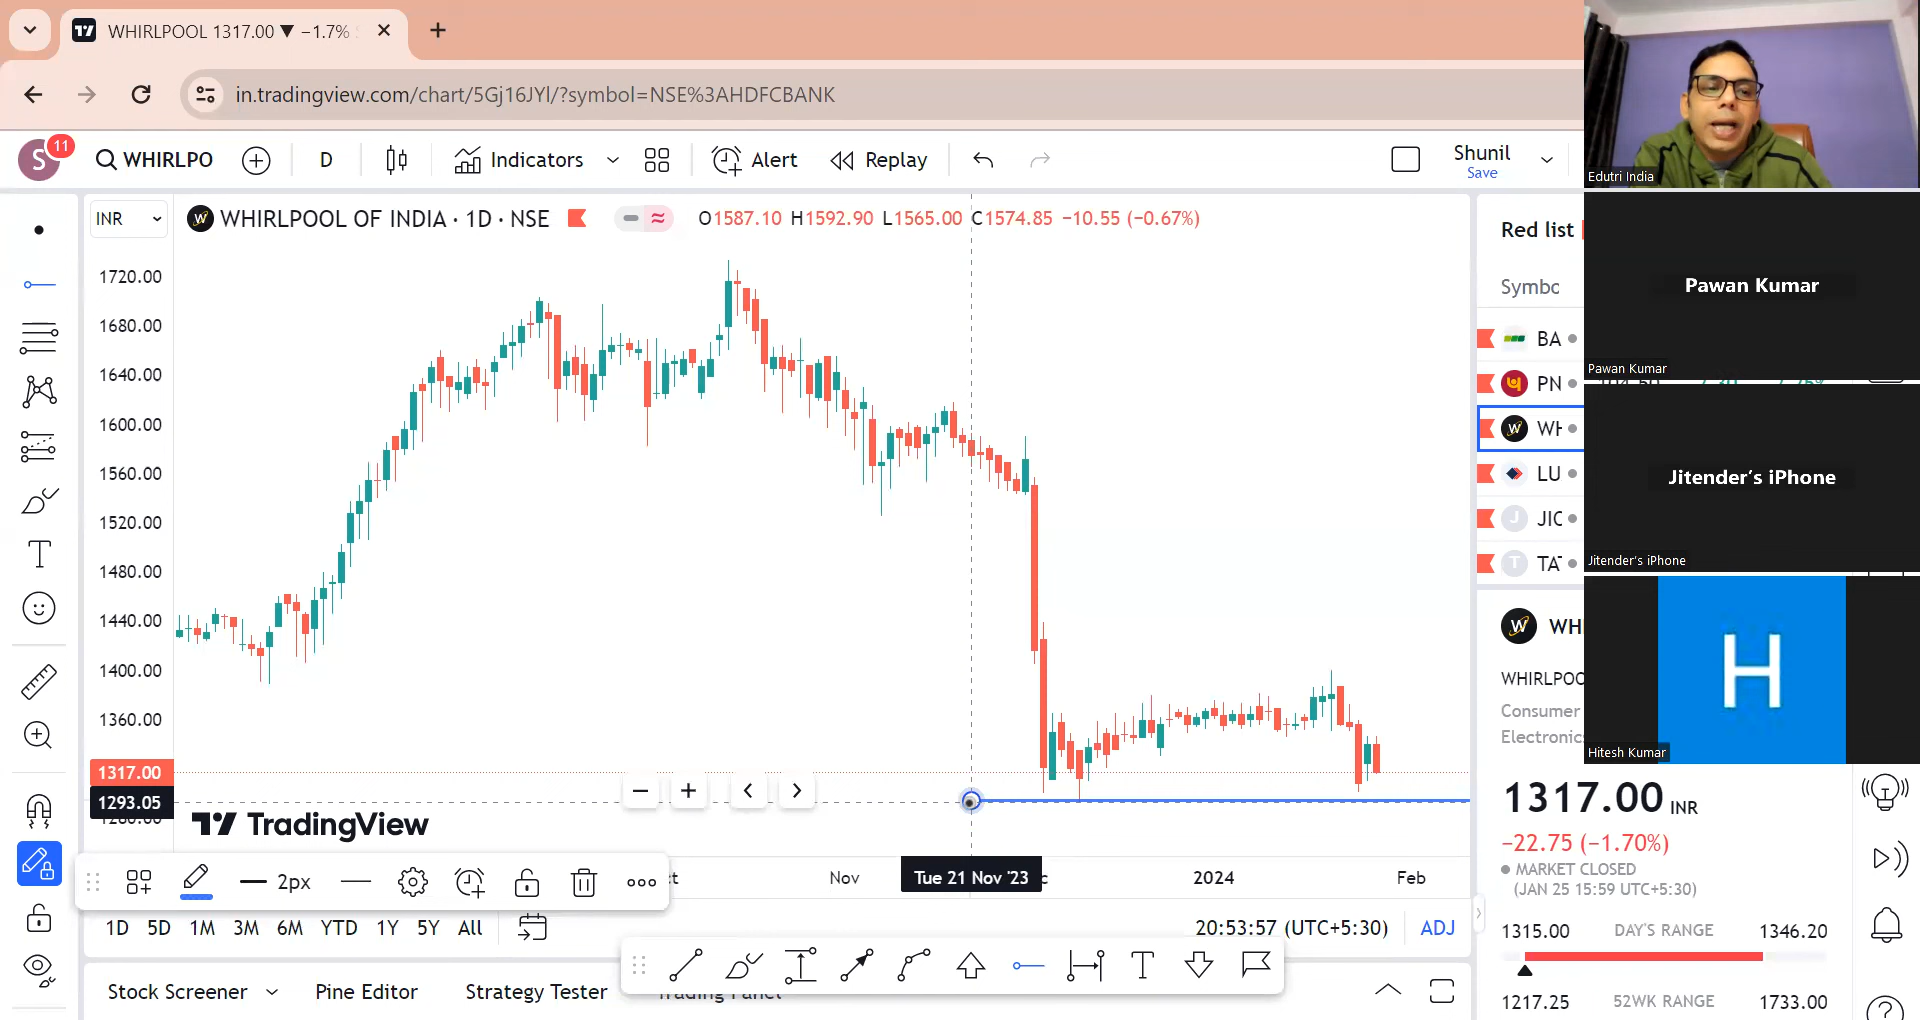 WHIRLPOOL 1317.00 ▼ −1.7%
in.tradingview.com/chart/5Gj16JYl/?symbol=NSE%3AHDFCBANK
S 11
WHIRLPO D Indicators Alert Replay Shunil
Save
INR
WHIRLPOOL OF INDIA · 1D · NSE O1587.10 H1592.90 L1565.00 C1574.85 −10.55 (−0.67%)
1720.00
1680.00
1640.00
1600.00
1560.00
1520.00
1480.00
1440.00
1400.00
1360.00
1317.00
1293.05
TradingView
Nov Tue 21 Nov '23 2024 Feb
2px
1D 5D 1M 3M 6M YTD 1Y 5Y All 20:53:57 (UTC+5:30) ADJ
Stock Screener Pine Editor Strategy Tester
Red list
Symbo
BA
PN
WH
LU
JIO
TAT
W WHI
WHIRLPOO
Consumer
Electronic
1317.00 INR
−22.75 (−1.70%)
MARKET CLOSED
(JAN 25 15:59 UTC+5:30)
1315.00 DAY'S RANGE 1346.20
1217.25 52WK RANGE 1733.00
Edutri India
Pawan Kumar
Pawan Kumar
Jitender's iPhone
Jitender's iPhone
H
Hitesh Kumar